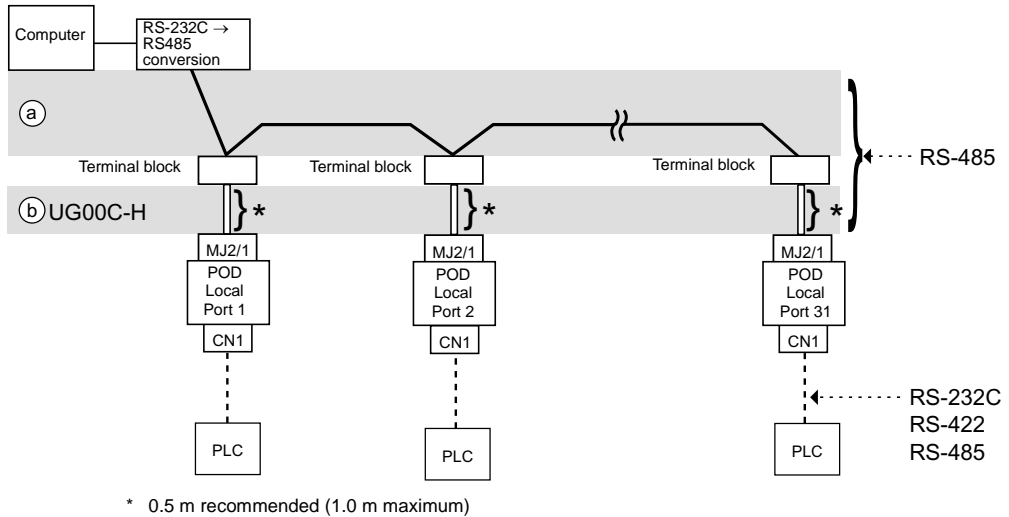 Computer
RS-232C →
RS485
conversion
a
Terminal block
Terminal block
Terminal block
RS-485
b UG00C-H
*
*
*
MJ2/1
POD
Local
Port 1
CN1
PLC
MJ2/1
POD
Local
Port 2
CN1
PLC
MJ2/1
POD
Local
Port 31
CN1
PLC
RS-232C
RS-422
RS-485
* 0.5 m recommended (1.0 m maximum)